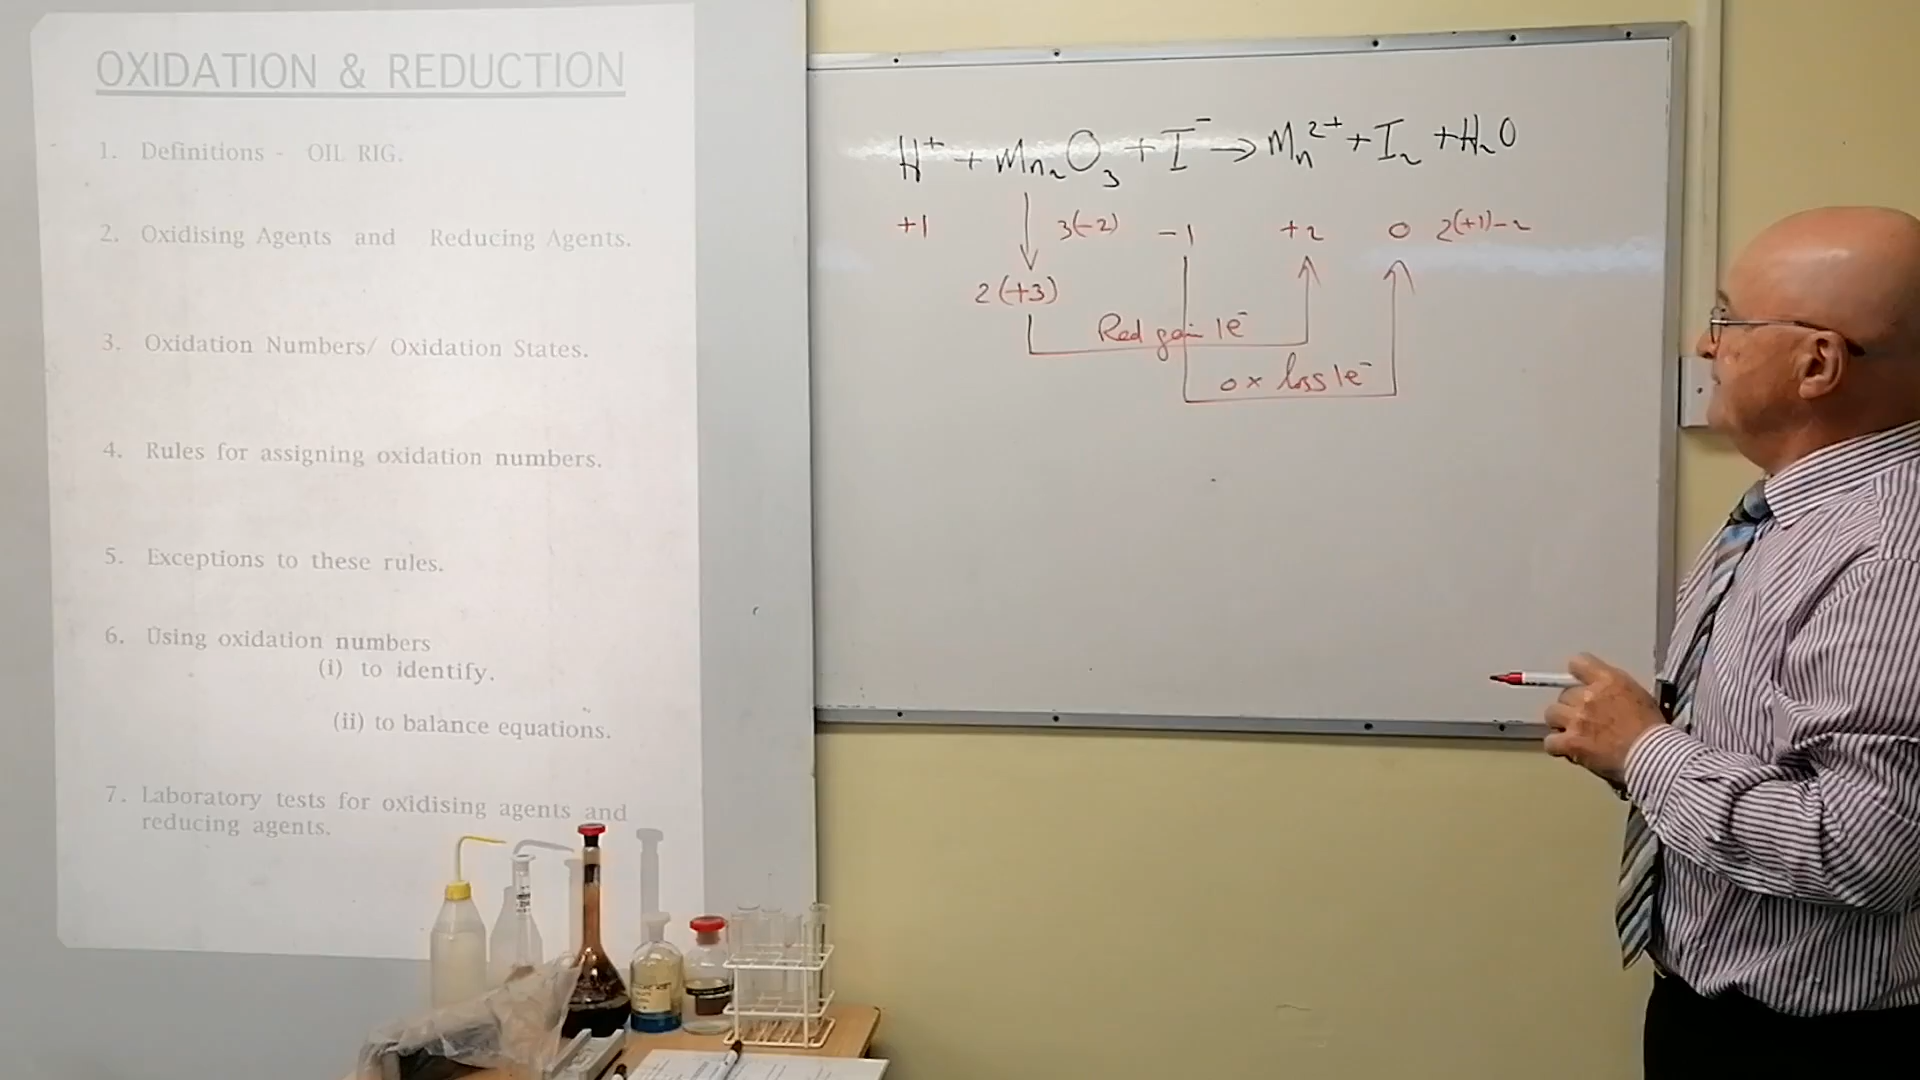 OXIDATION & REDUCTION
1. Definitions - OIL RIG.
2. Oxidising Agents and Reducing Agents.
3. Oxidation Numbers/ Oxidation States.
4. Rules for assigning oxidation numbers.
5. Exceptions to these rules.
6. Using oxidation numbers
(i) to identify.
(ii) to balance equations.
7. Laboratory tests for oxidising agents and
reducing agents.
H⁺ + Mn₂O₃ + I⁻ → Mn²⁺ + I₂ + H₂O
+1 3(-2) -1 +2 0 2(+1)-2
2(+3)
Red gain 1e⁻
ox loss 1e⁻